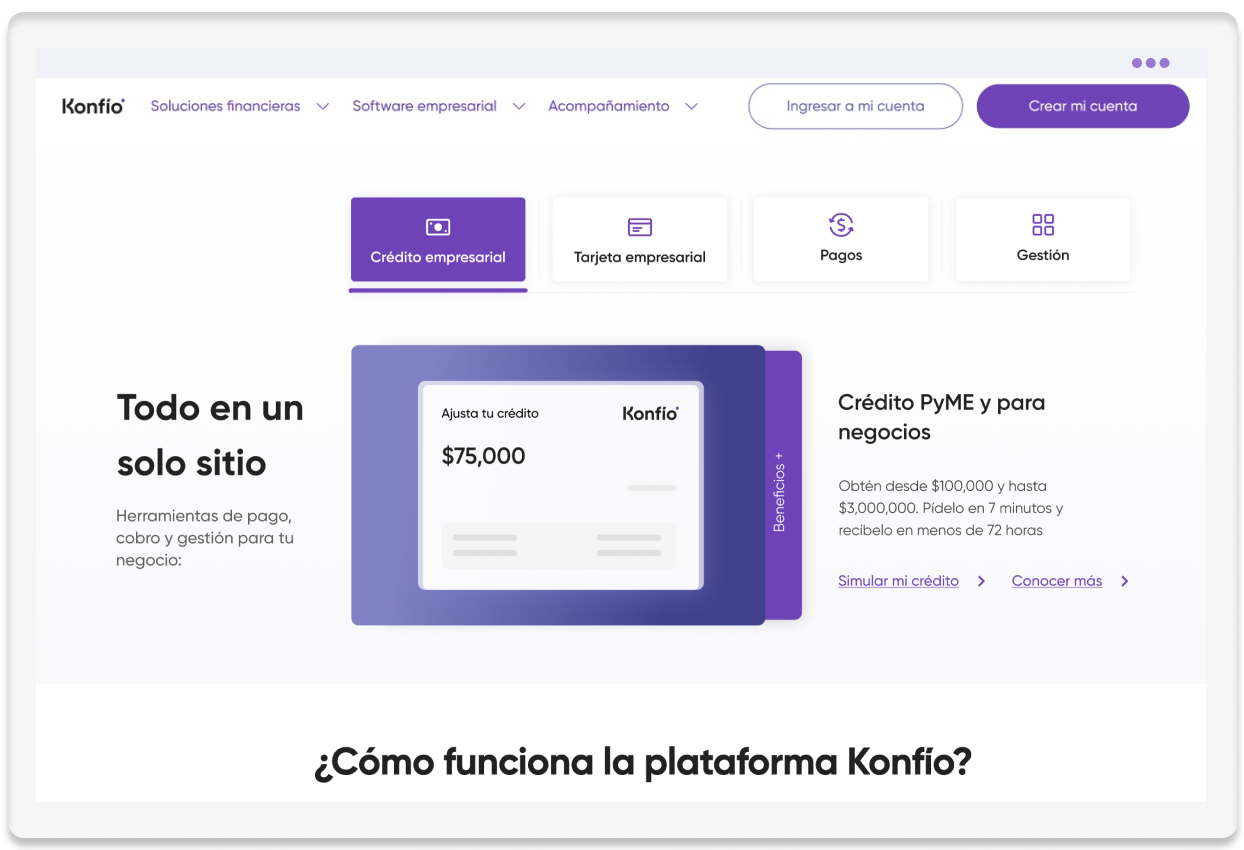 Konfío
Soluciones financieras
Software empresarial
Acompañamiento
Ingresar a mi cuenta
Crear mi cuenta
Crédito empresarial
Tarjeta empresarial
Pagos
Gestión
Todo en un
solo sitio
Herramientas de pago,
cobro y gestión para tu
negocio:
Ajusta tu crédito
Konfío
$75,000
Beneficios +
Crédito PyME y para
negocios
Obtén desde $100,000 y hasta
$3,000,000. Pídelo en 7 minutos y
recíbelo en menos de 72 horas
Simular mi crédito
Conocer más
¿Cómo funciona la plataforma Konfío?